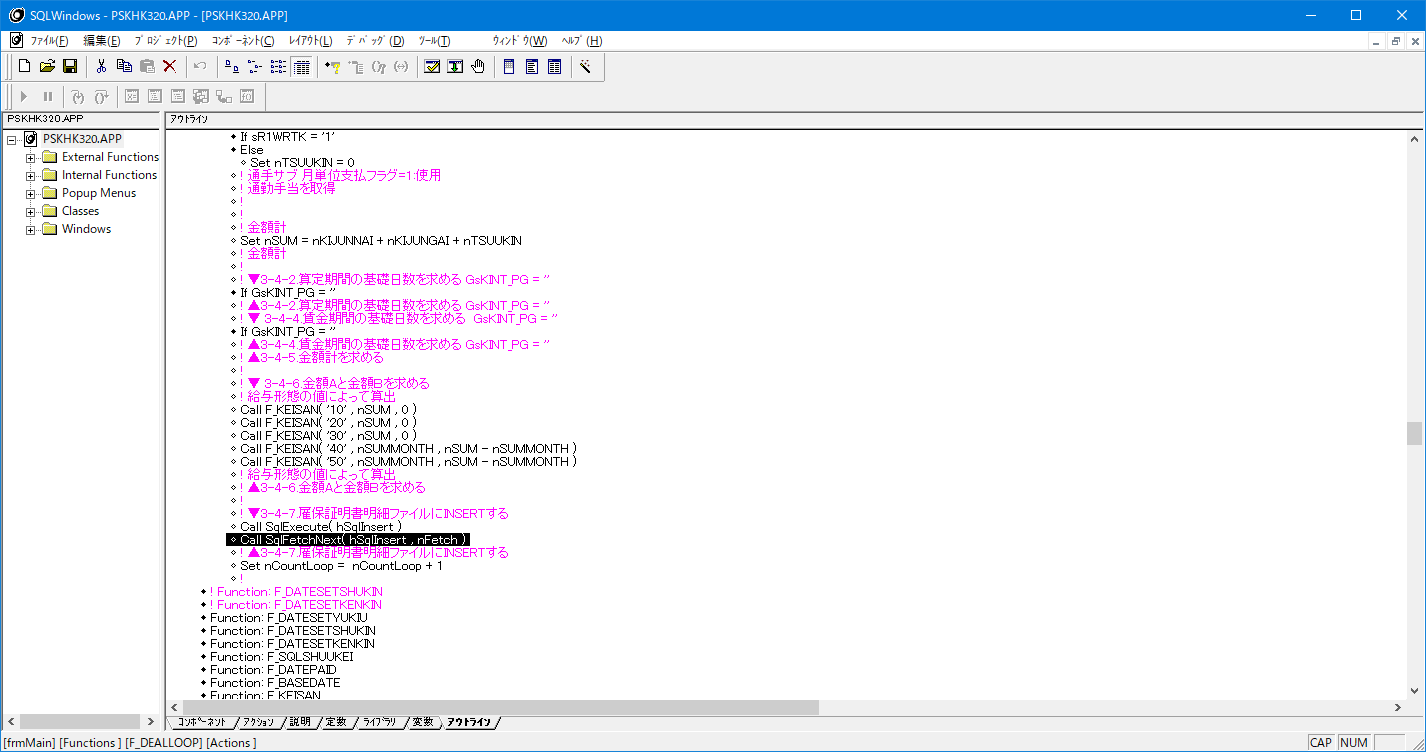 SQLWindows - PSKHK320.APP - [PSKHK320.APP]
ﾌｧｲﾙ(F) 編集(E) ﾌﾟﾛｼﾞｪｸﾄ(P) ｺﾝﾎﾟｰﾈﾝﾄ(C) ﾚｲｱｳﾄ(L) ﾃﾞﾊﾞｯｸﾞ(D) ﾂｰﾙ(T) ｳｨﾝﾄﾞｳ(W) ﾍﾙﾌﾟ(H)
PSKHK320.APP
PSKHK320.APP
External Functions
Internal Functions
Popup Menus
Classes
Windows
ｱｳﾄﾗｲﾝ
If sR1WRTK = '1'
Else
Set nTSUUKIN = 0
! 通手サブ 月単位支払フラグ=1:使用
! 通勤手当を取得
!
!
! 金額計
Set nSUM = nKIJUNNAI + nKIJUNGAI + nTSUUKIN
! 金額計
!
! ▼3-4-2.算定期間の基礎日数を求める GsKINT_PG = ''
If GsKINT_PG = ''
! ▲3-4-2.算定期間の基礎日数を求める GsKINT_PG = ''
! ▼ 3-4-4.賃金期間の基礎日数を求める  GsKINT_PG = ''
If GsKINT_PG = ''
! ▲3-4-4.賃金期間の基礎日数を求める GsKINT_PG = ''
! ▲3-4-5.金額計を求める
!
! ▼ 3-4-6.金額Aと金額Bを求める
! 給与形態の値によって算出
Call F_KEISAN( '10' , nSUM , 0 )
Call F_KEISAN( '20' , nSUM , 0 )
Call F_KEISAN( '30' , nSUM , 0 )
Call F_KEISAN( '40' , nSUMMONTH , nSUM - nSUMMONTH )
Call F_KEISAN( '50' , nSUMMONTH , nSUM - nSUMMONTH )
! 給与形態の値によって算出
! ▲3-4-6.金額Aと金額Bを求める
!
! ▼3-4-7.雇保証明書明細ファイルにINSERTする
Call SqlExecute( hSqlInsert )
Call SqlFetchNext( hSqlInsert , nFetch )
! ▲3-4-7.雇保証明書明細ファイルにINSERTする
Set nCountLoop =  nCountLoop + 1
!
! Function: F_DATESETSHUKIN
! Function: F_DATESETKENKIN
Function: F_DATESETYUKIU
Function: F_DATESETSHUKIN
Function: F_DATESETKENKIN
Function: F_SQLSHUUKEI
Function: F_DATEPAID
Function: F_BASEDATE
Function: F_KEISAN
ｺﾝﾎﾟｰﾈﾝﾄ ｱｸｼｮﾝ 説明 定数 ﾗｲﾌﾞﾗﾘ 変数 ｱｳﾄﾗｲﾝ
[frmMain] [Functions ] [F_DEALLOOP] [Actions ]
CAP NUM